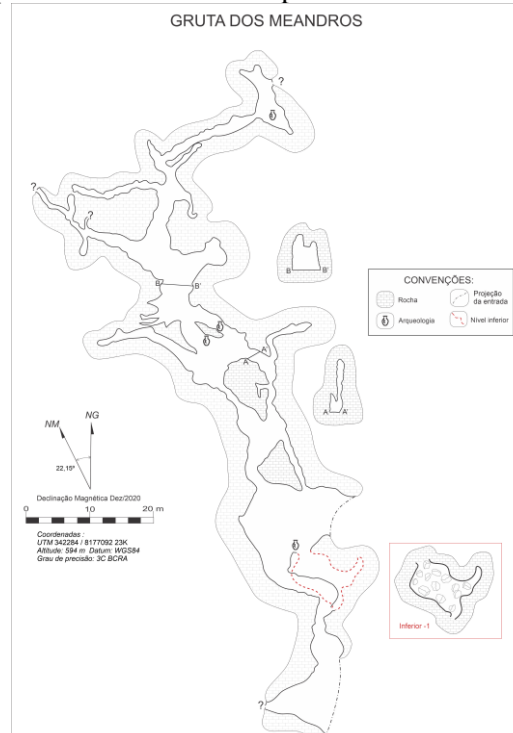 GRUTA DOS MEANDROS
?
?
?
B
B'
B
B'
CONVENÇÕES:
Rocha
Projeção
da entrada
Arqueologia
Nível inferior
A
A'
A
A'
NM
NG
22,15º
Declinação Magnética Dez/2020
0
10
20 m
Coordenadas :
UTM 342284 / 8177092 23K
Altitude: 594 m Datum: WGS84
Grau de precisão: 3C BCRA
Inferior -1
?